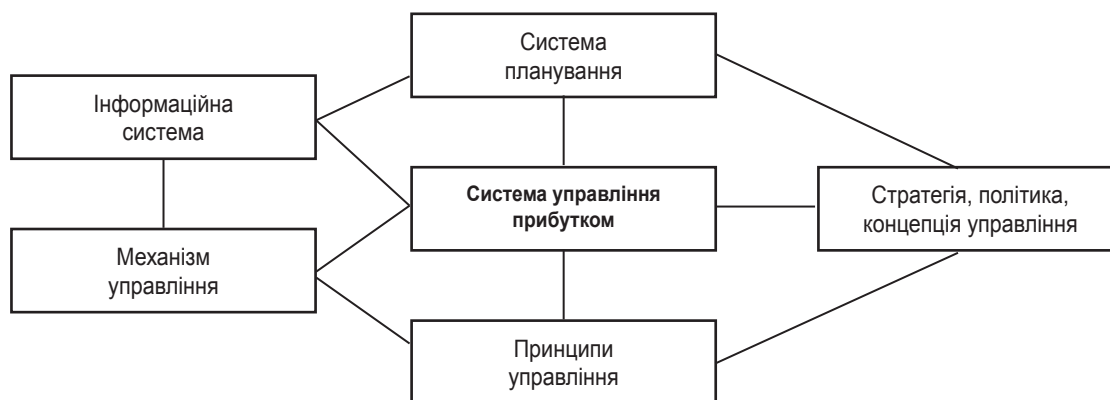 Система
планування
Інформаційна
система
Система управління
прибутком
Стратегія, політика,
концепція управління
Механізм
управління
Принципи
управління